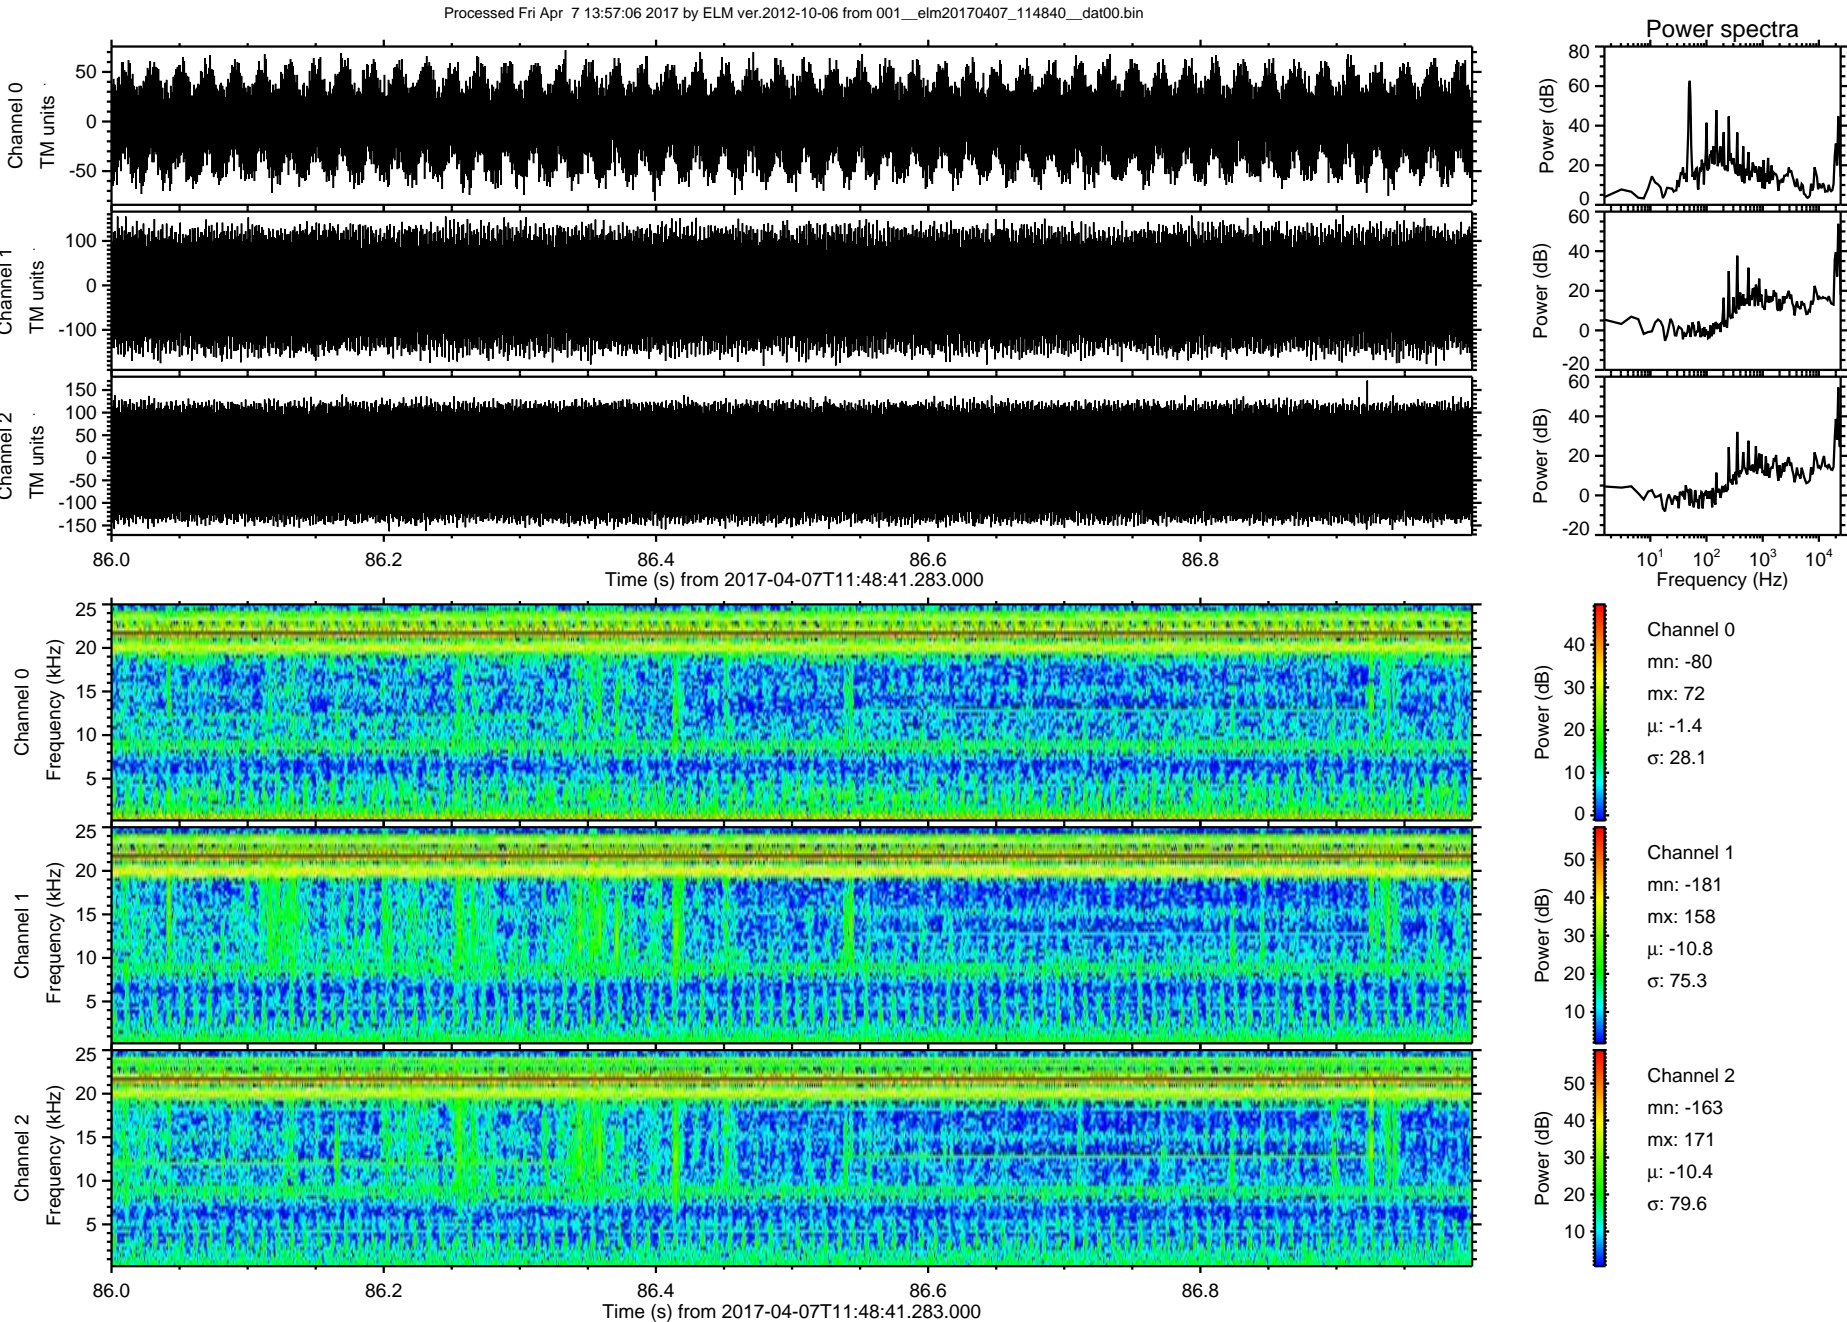 Processed Fri Apr  7 13:57:06 2017 by ELM ver.2012-10-06 from 001__elm20170407_114840__dat00.bin
Power spectra
Channel 0
TM units
50
0
-50
Power (dB)
80
60
40
20
0
Channel 1
TM units
100
0
-100
Power (dB)
60
40
20
0
-20
Channel 2
TM units
150
100
50
0
-50
-100
-150
Power (dB)
60
40
20
0
-20
86.0 86.2 86.4 86.6 86.8
Time (s) from 2017-04-07T11:48:41.283.000
10^1 10^2 10^3 10^4
Frequency (Hz)
Channel 0
Frequency (kHz)
25
20
15
10
5
Power (dB)
40
30
20
10
0
Channel 0
mn: -80
mx: 72
μ: -1.4
σ: 28.1
Channel 1
Frequency (kHz)
25
20
15
10
5
Power (dB)
50
40
30
20
10
Channel 1
mn: -181
mx: 158
μ: -10.8
σ: 75.3
Channel 2
Frequency (kHz)
25
20
15
10
5
Power (dB)
50
40
30
20
10
Channel 2
mn: -163
mx: 171
μ: -10.4
σ: 79.6
86.0 86.2 86.4 86.6 86.8
Time (s) from 2017-04-07T11:48:41.283.000